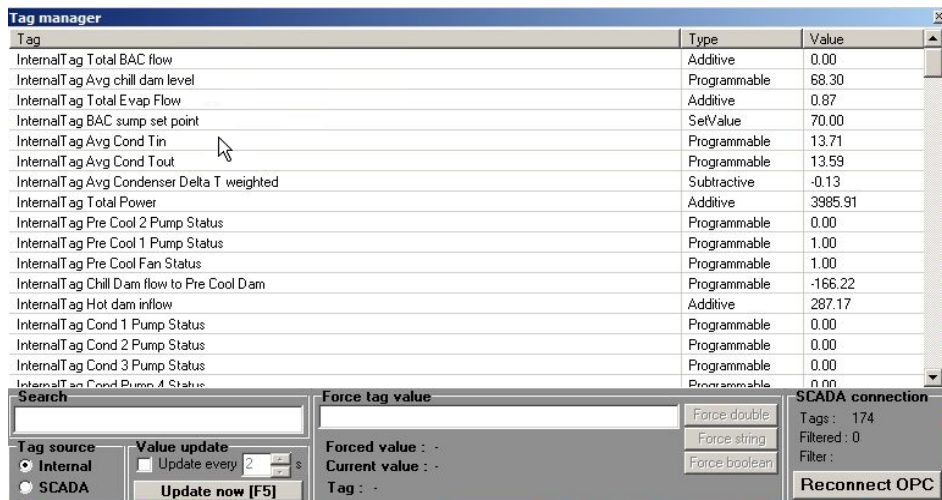 Tag manager
Tag Type Value
InternalTag Total BAC flow Additive 0.00
InternalTag Avg chill dam level Programmable 68.30
InternalTag Total Evap Flow Additive 0.87
InternalTag BAC sump set point SetValue 70.00
InternalTag Avg Cond Tin Programmable 13.71
InternalTag Avg Cond Tout Programmable 13.59
InternalTag Avg Condenser Delta T weighted Subtractive -0.13
InternalTag Total Power Additive 3985.91
InternalTag Pre Cool 2 Pump Status Programmable 0.00
InternalTag Pre Cool 1 Pump Status Programmable 1.00
InternalTag Pre Cool Fan Status Programmable 1.00
InternalTag Chill Dam flow to Pre Cool Dam Programmable -166.22
InternalTag Hot dam inflow Additive 287.17
InternalTag Cond 1 Pump Status Programmable 0.00
InternalTag Cond 2 Pump Status Programmable 0.00
InternalTag Cond 3 Pump Status Programmable 0.00
InternalTag Cond Pump 4 Status Programmable 0.00
Search Force tag value SCADA connection
Force double Tags : 174
Tag source Value update Forced value : - Force string Filtered : 0
Internal Update every 2 s Current value : - Force boolean Filter :
SCADA Update now [F5] Tag : - Reconnect OPC